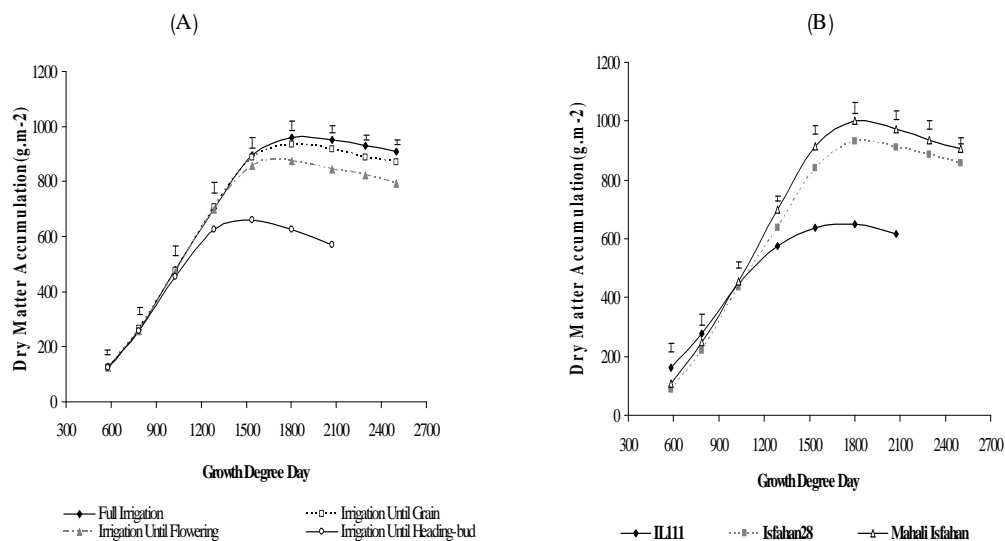 (A)
Dry Matter Accumulation (g.m-2)
1200
1000
800
600
400
200
0
300 600 900 1200 1500 1800 2100 2400 2700
Growth Degree Day
Full Irrigation
Irrigation Until Grain
Irrigation Until Flowering
Irrigation Until Heading-bud
(B)
Dry Matter Accumulation (g.m-2)
1200
1000
800
600
400
200
0
300 600 900 1200 1500 1800 2100 2400 2700
Growth Degree Day
IL111
Isfahan28
Mahali Isfahan